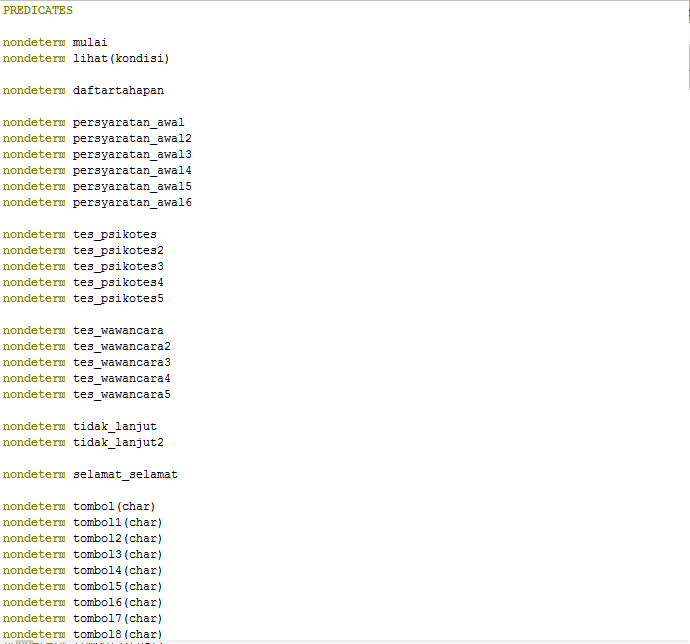 PREDICATES
nondeterm mulai
nondeterm lihat(kondisi)
nondeterm daftartahapan
nondeterm persyaratan_awal
nondeterm persyaratan_awal2
nondeterm persyaratan_awal3
nondeterm persyaratan_awal4
nondeterm persyaratan_awal5
nondeterm persyaratan_awal6
nondeterm tes_psikotes
nondeterm tes_psikotes2
nondeterm tes_psikotes3
nondeterm tes_psikotes4
nondeterm tes_psikotes5
nondeterm tes_wawancara
nondeterm tes_wawancara2
nondeterm tes_wawancara3
nondeterm tes_wawancara4
nondeterm tes_wawancara5
nondeterm tidak_lanjut
nondeterm tidak_lanjut2
nondeterm selamat_selamat
nondeterm tombol(char)
nondeterm tombol1(char)
nondeterm tombol2(char)
nondeterm tombol3(char)
nondeterm tombol4(char)
nondeterm tombol5(char)
nondeterm tombol6(char)
nondeterm tombol7(char)
nondeterm tombol8(char)